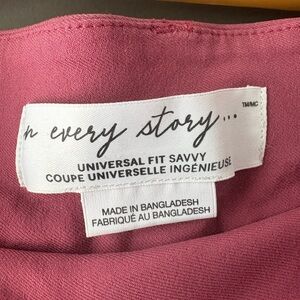 n every story... TM/MC
UNIVERSAL FIT SAVVY
COUPE UNIVERSELLE INGÉNIEUSE
MADE IN BANGLADESH
FABRIQUÉ AU BANGLADESH